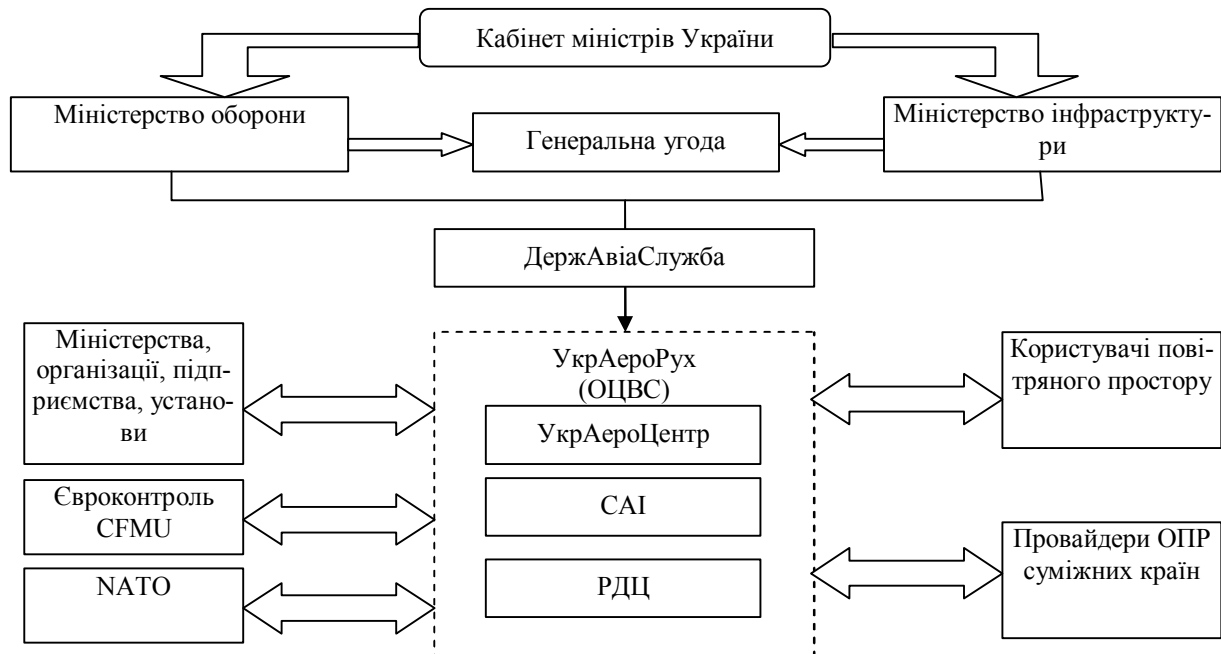 Кабінет міністрів України
Міністерство оборони
Генеральна угода
Міністерство інфраструкту-
ри
ДержАвіаСлужба
Міністерства,
організації, підп-
риємства, устано-
ви
УкрАероРух
(ОЦВС)
Користувачі пові-
тряного простору
УкрАероЦентр
Євроконтроль
CFMU
САІ
Провайдери ОПР
суміжних країн
NATO
РДЦ